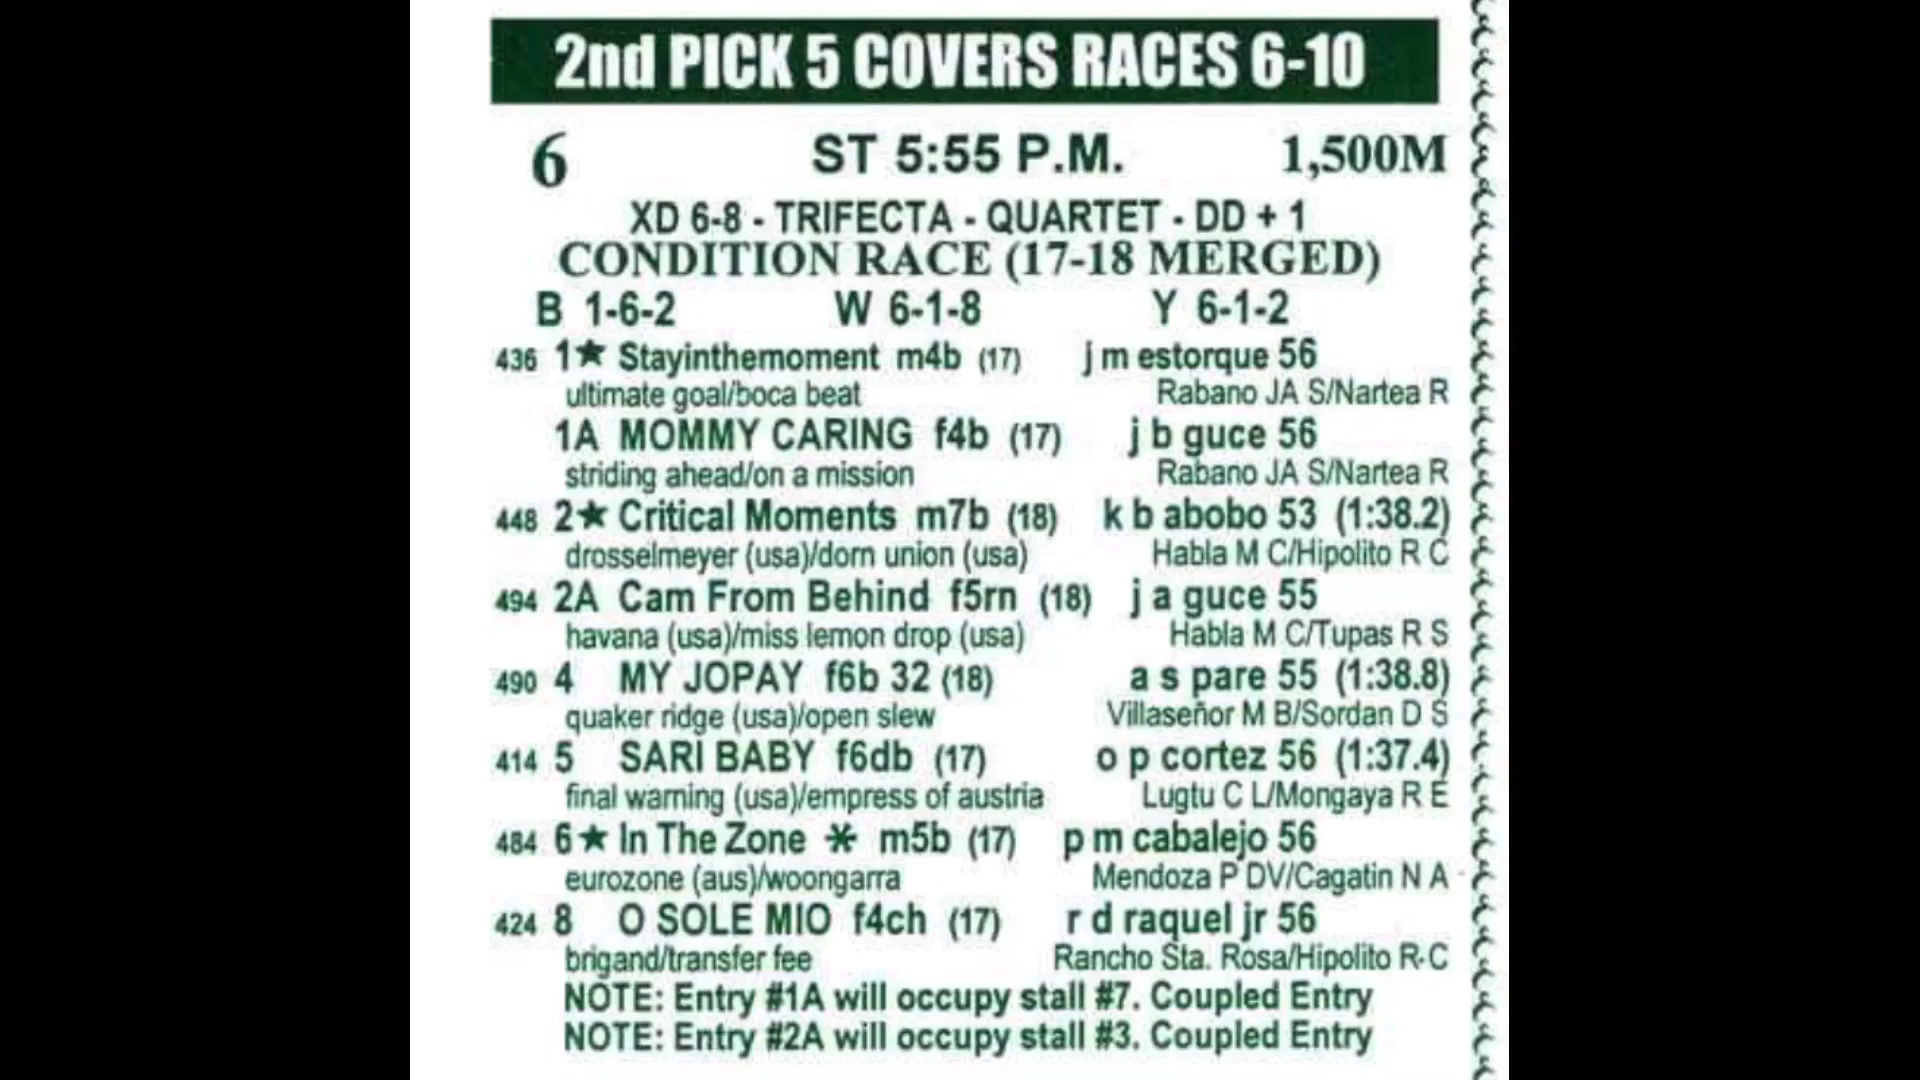 2nd PICK 5 COVERS RACES 6-10
6 ST 5:55 P.M. 1,500M
XD 6-8 - TRIFECTA - QUARTET - DD + 1
CONDITION RACE (17-18 MERGED)
B 1-6-2 W 6-1-8 Y 6-1-2
436 1★ Stayinthemoment m4b (17) j m estorque 56
ultimate goal/boca beat Rabano JA S/Nartea R
1A MOMMY CARING f4b (17) j b guce 56
striding ahead/on a mission Rabano JA S/Nartea R
448 2★ Critical Moments m7b (18) k b abobo 53 (1:38.2)
drosselmeyer (usa)/dorn union (usa) Habla M C/Hipolito R C
494 2A Cam From Behind f5rn (18) j a guce 55
havana (usa)/miss lemon drop (usa) Habla M C/Tupas R S
490 4 MY JOPAY f6b 32 (18) a s pare 55 (1:38.8)
quaker ridge (usa)/open slew Villaseñor M B/Sordan D S
414 5 SARI BABY f6db (17) o p cortez 56 (1:37.4)
final warning (usa)/empress of austria Lugtu C L/Mongaya R E
484 6★ In The Zone * m5b (17) p m cabalejo 56
eurozone (aus)/woongarra Mendoza P DV/Cagatin N A
424 8 O SOLE MIO f4ch (17) r d raquel jr 56
brigand/transfer fee Rancho Sta. Rosa/Hipolito R C
NOTE: Entry #1A will occupy stall #7. Coupled Entry
NOTE: Entry #2A will occupy stall #3. Coupled Entry